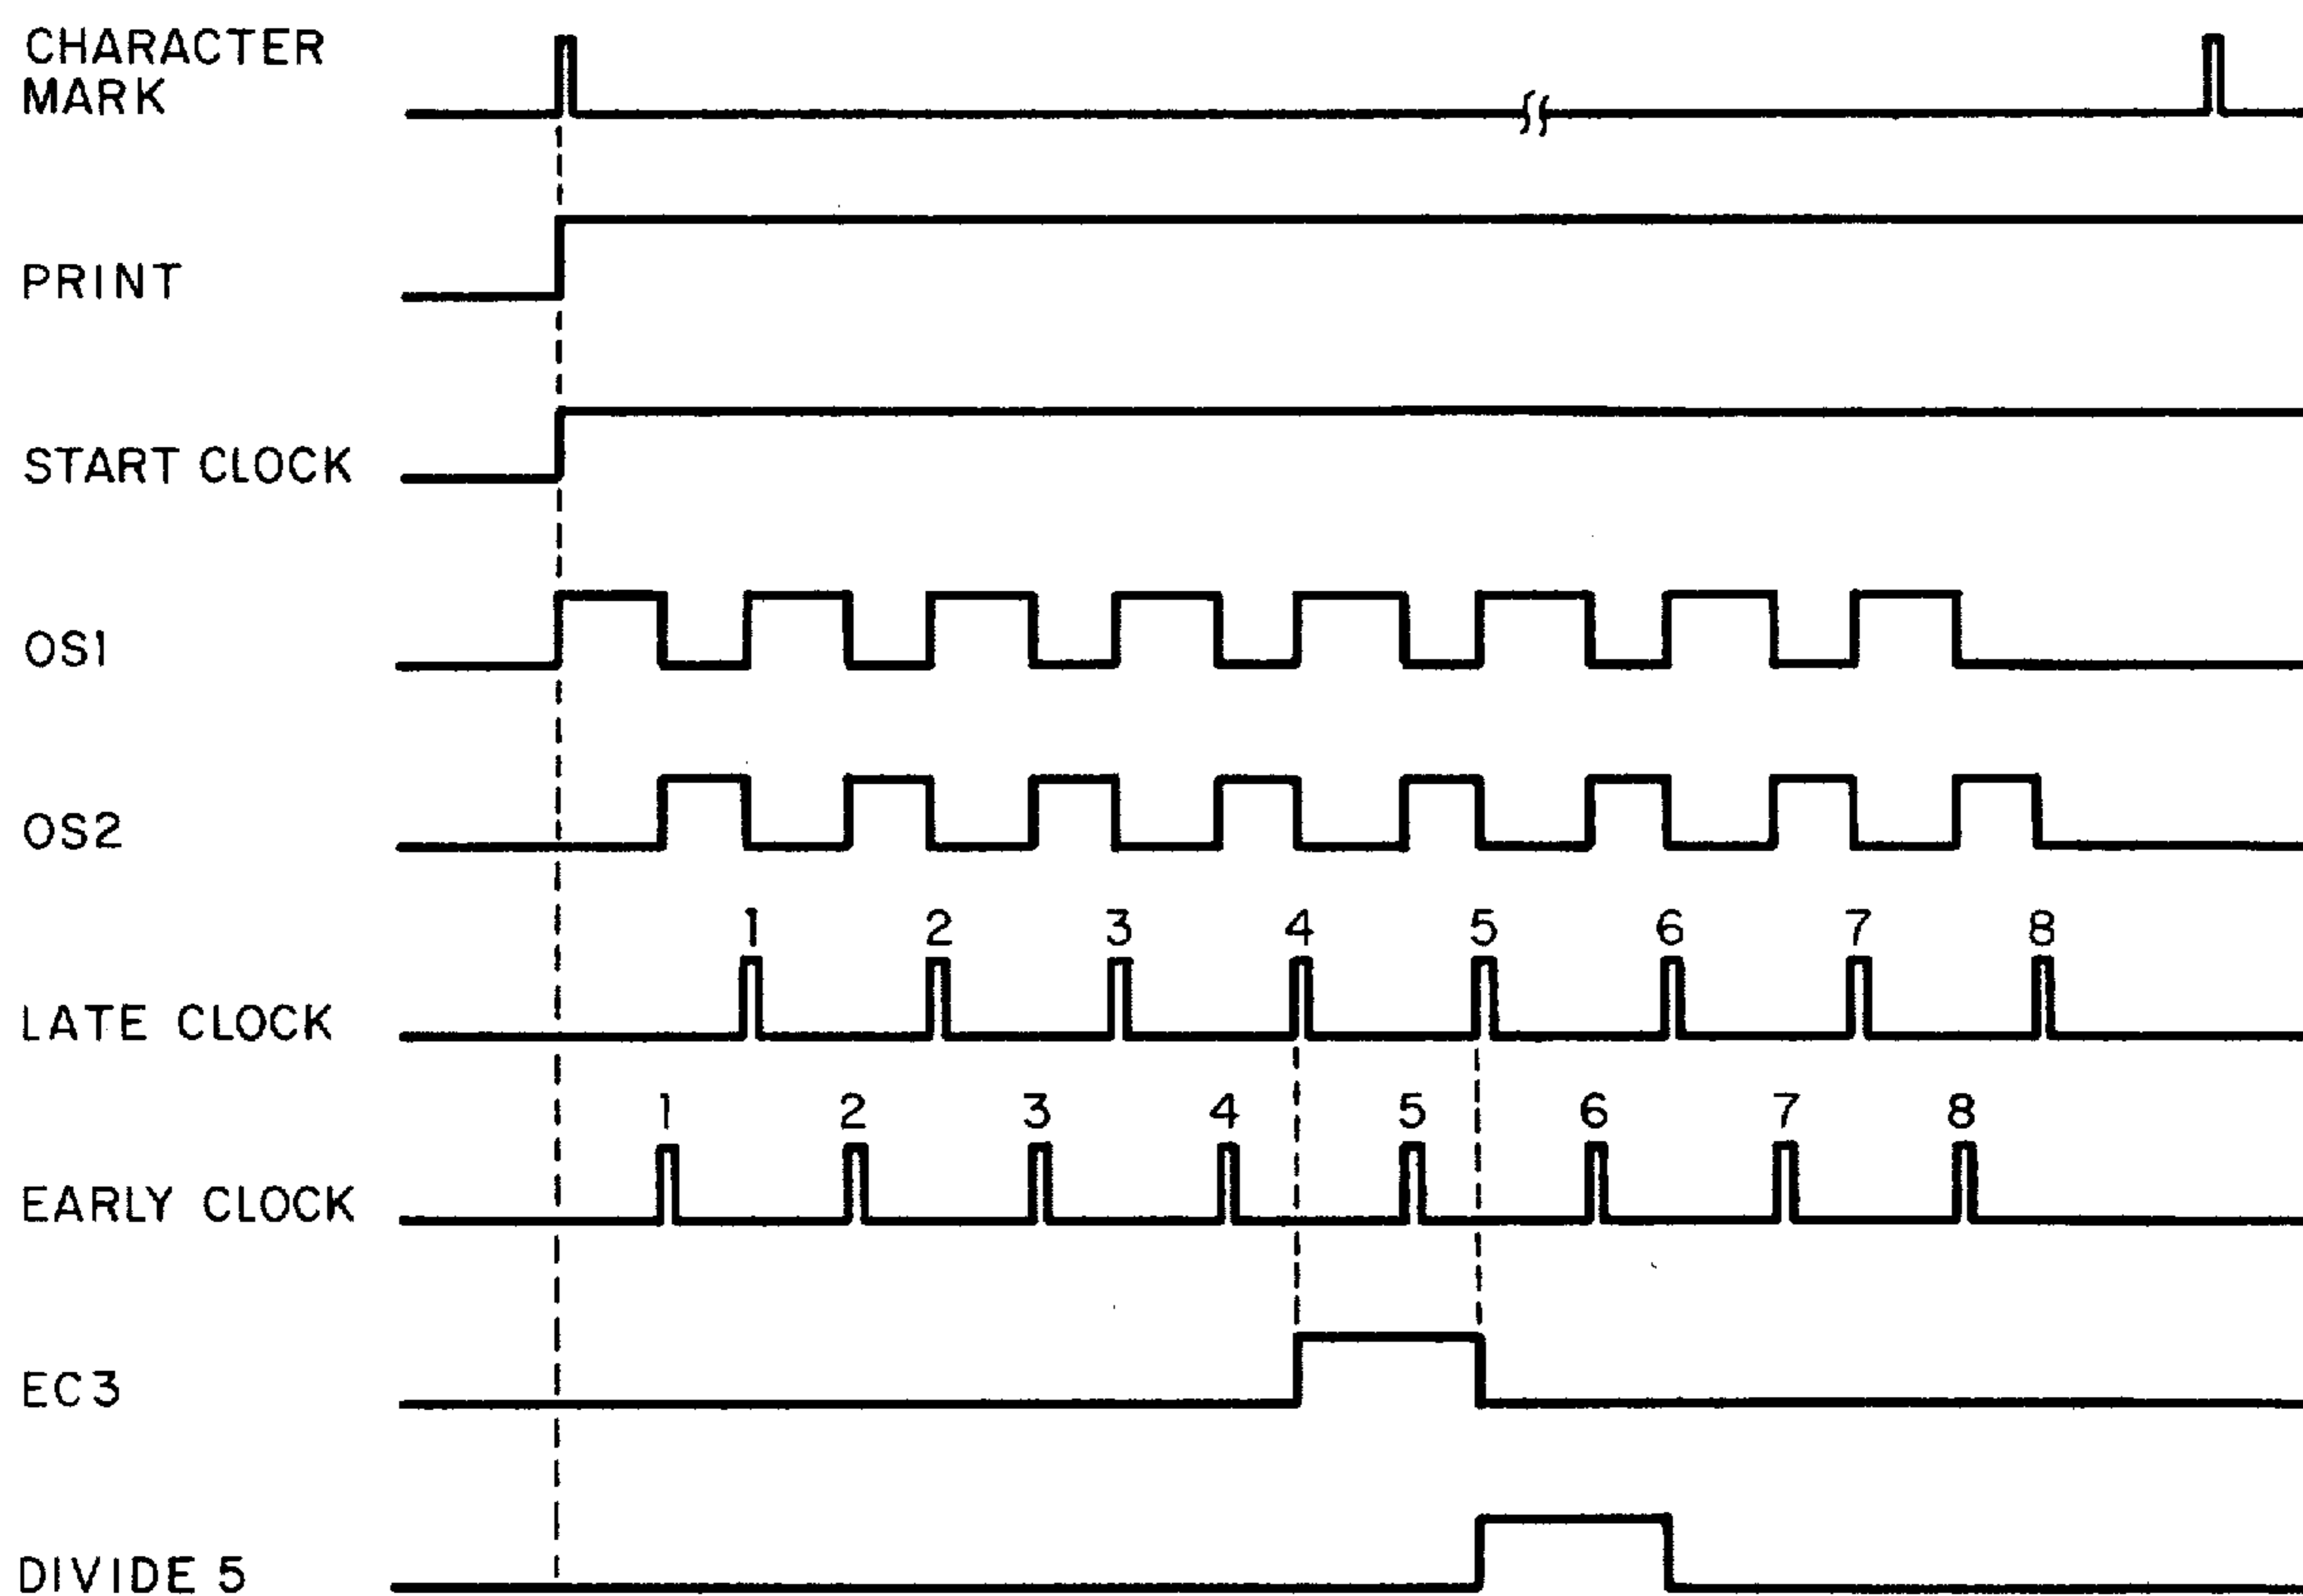 CHARACTER
MARK
PRINT
START CLOCK
OS1
OS2
1 2 3 4 5 6 7 8
LATE CLOCK
1 2 3 4 5 6 7 8
EARLY CLOCK
EC3
DIVIDE 5